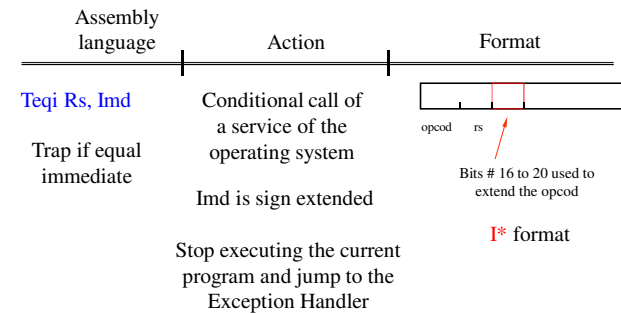 Assembly
language
Action
Format
Teqi Rs, Imd
Trap if equal
immediate
Conditional call of
a service of the
operating system
Imd is sign extended
Stop executing the current
program and jump to the
Exception Handler
opcod rs
Bits # 16 to 20 used to
extend the opcod
I* format